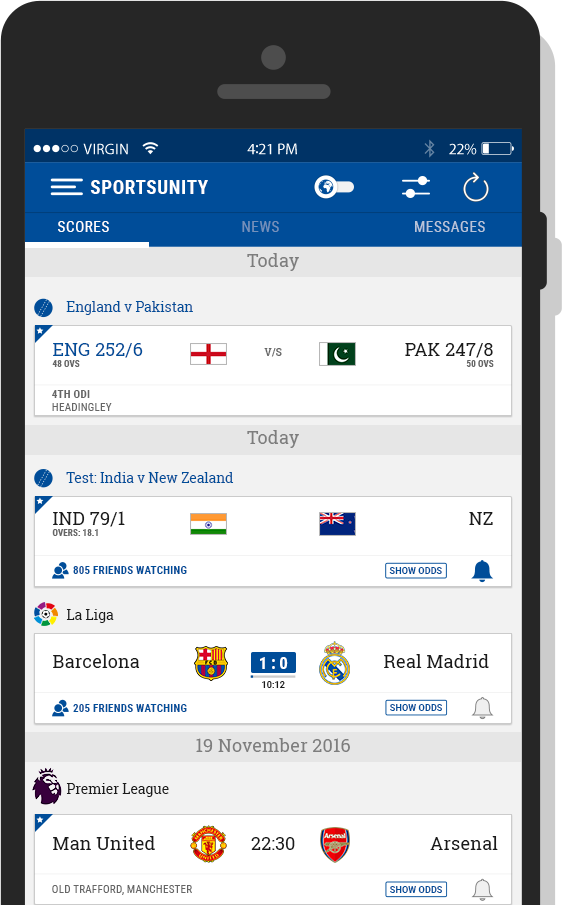 VIRGIN 4:21 PM 22%
SPORTSUNITY
SCORES NEWS MESSAGES
Today
England v Pakistan
ENG 252/6 V/S PAK 247/8
48 OVS 50 OVS
4TH ODI
HEADINGLEY
Today
Test: India v New Zealand
IND 79/1 NZ
OVERS: 18.1
805 FRIENDS WATCHING SHOW ODDS
La Liga
Barcelona 1:0 Real Madrid
10:12
205 FRIENDS WATCHING SHOW ODDS
19 November 2016
Premier League
Man United 22:30 Arsenal
OLD TRAFFORD, MANCHESTER SHOW ODDS